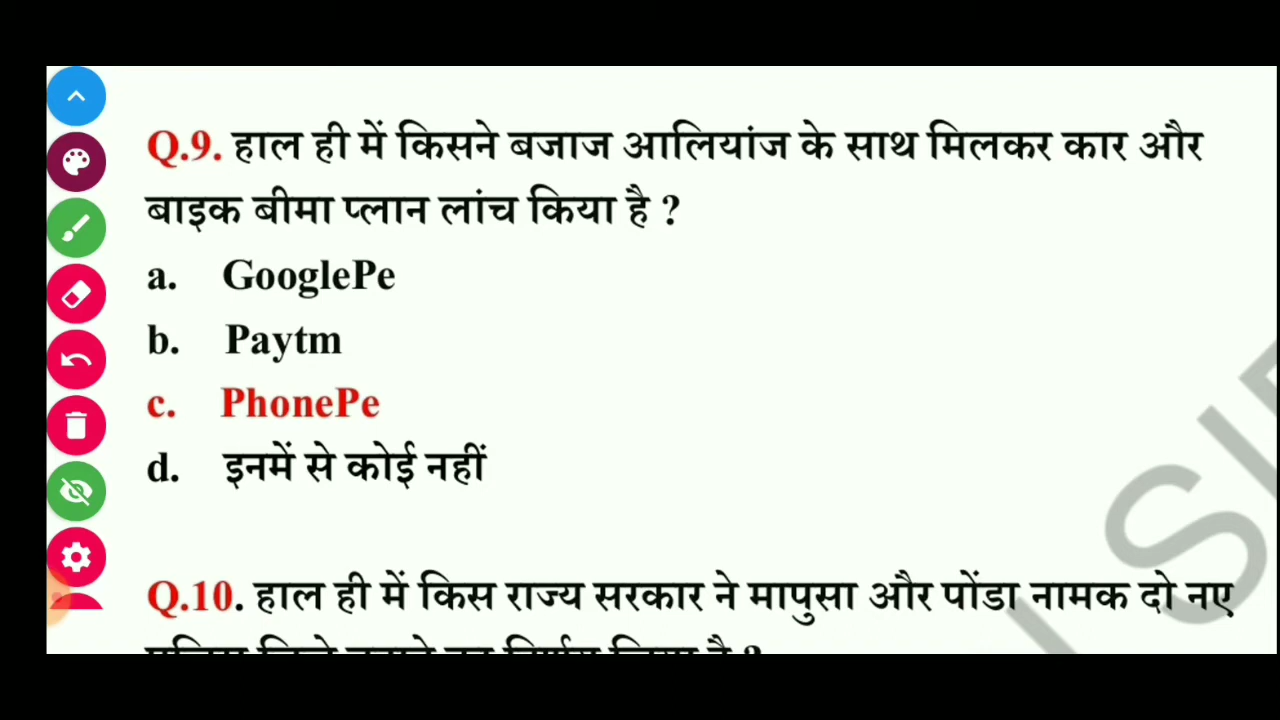 Q.9. हाल ही में किसने बजाज आलियांज के साथ मिलकर कार और
बाइक बीमा प्लान लांच किया है ?
a. GooglePe
b. Paytm
c. PhonePe
d. इनमें से कोई नहीं
Q.10. हाल ही में किस राज्य सरकार ने मापुसा और पोंडा नामक दो नए